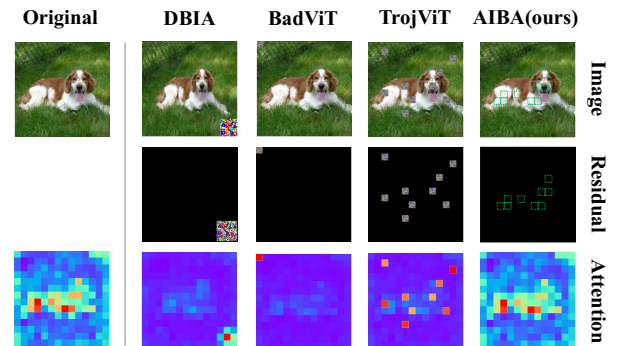 Original
DBIA
BadViT
TrojViT
AIBA(ours)
Image
Residual
Attention